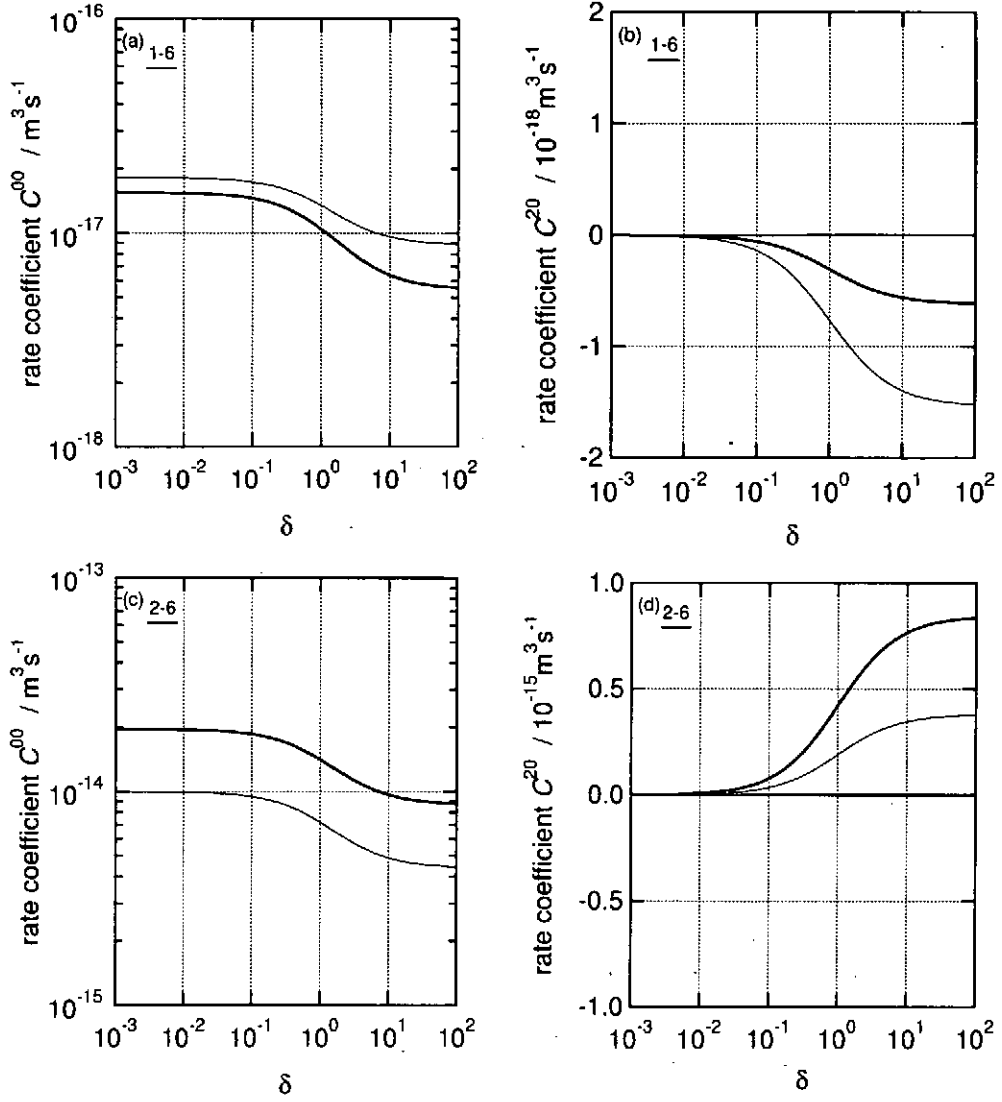 (a) 1-6
rate coefficient C^00 / m^3 s^-1
10^-16
10^-17
10^-18
10^-3 10^-2 10^-1 10^0 10^1 10^2
δ
(b) 1-6
rate coefficient C^20 / 10^-18 m^3 s^-1
2
1
0
-1
-2
10^-3 10^-2 10^-1 10^0 10^1 10^2
δ
(c) 2-6
rate coefficient C^00 / m^3 s^-1
10^-13
10^-14
10^-15
10^-3 10^-2 10^-1 10^0 10^1 10^2
δ
(d) 2-6
rate coefficient C^20 / 10^-15 m^3 s^-1
1.0
0.5
0.0
-0.5
-1.0
10^-3 10^-2 10^-1 10^0 10^1 10^2
δ